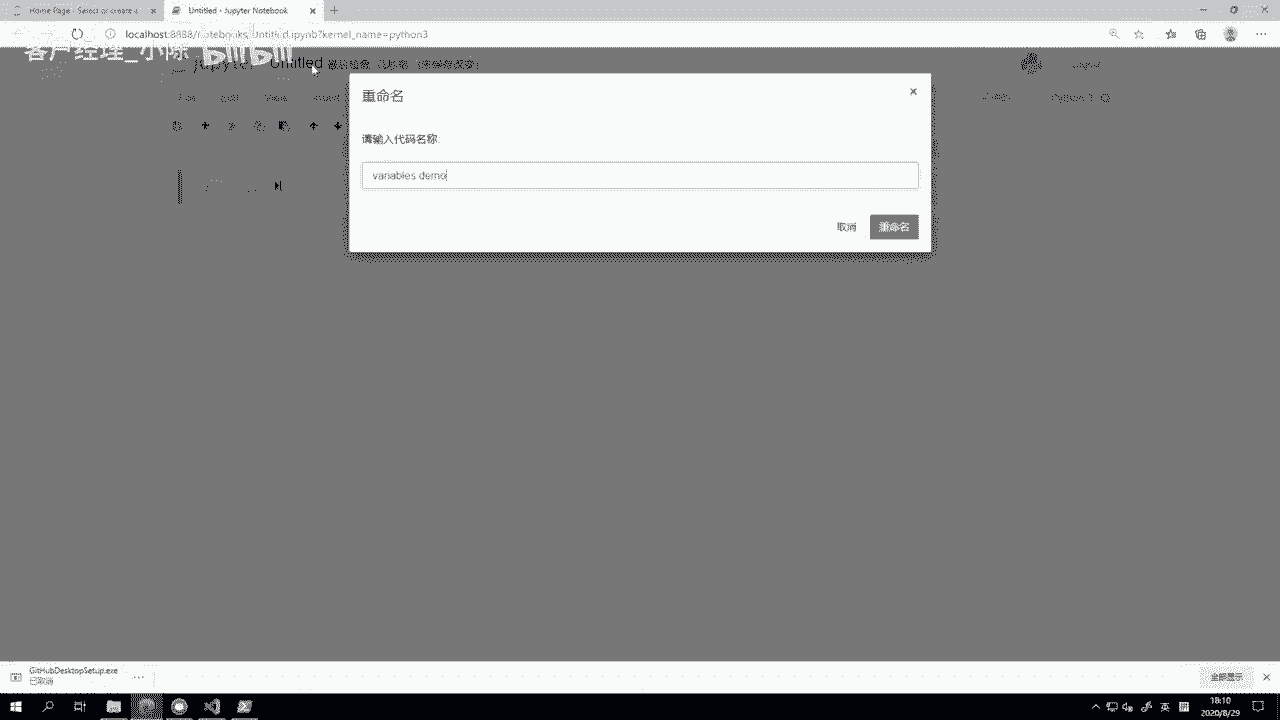 Home Page - Select or create a
Untitled - Jupyter Notebook
localhost:8888/notebooks/Untitled.ipynb?kernel_name=python3
客户经理_小陈 bilibili
Untitled
重命名
请输入代码名称:
variables demo
取消
重命名
GitHubDesktopSetup.exe
已取消
全部显示
英
18:10
2020/8/29